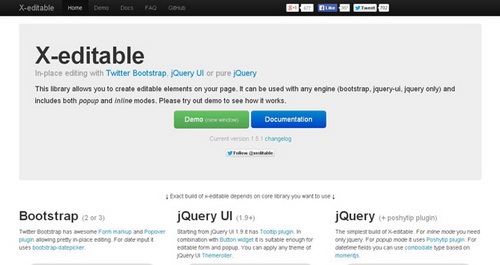 X-editable Home Demo Docs FAQ GitHub
Like Tweet
X-editable
In-place editing with Twitter Bootstrap, jQuery UI or pure jQuery
This library allows you to create editable elements on your page. It can be used with any engine (bootstrap, jquery-ui, jquery only) and
includes both popup and inline modes. Please try out demo to see how it works.
Demo (new window) Documentation
Current version 1.5.1 changelog
Follow @xeditable
↓ Exact build of x-editable depends on core library you want to use ↓
Bootstrap (2 or 3) jQuery UI (1.9+) jQuery (+ poshytip plugin)
Twitter Bootstrap has awesome Form markup and Popover
plugin allowing pretty in-place editing. For date input it
uses bootstrap-datepicker.
Starting from jQuery UI 1.9 it has Tooltip plugin. In
combination with Button widget it is suitable enough for
editable form and popup. You can apply any theme of
jQuery UI Themeroller.
The simplest build of X-editable. For inline mode you need
only jquery. For popup mode it uses Poshytip plugin. For
datetime fields you can use combodate type based on
momentjs.